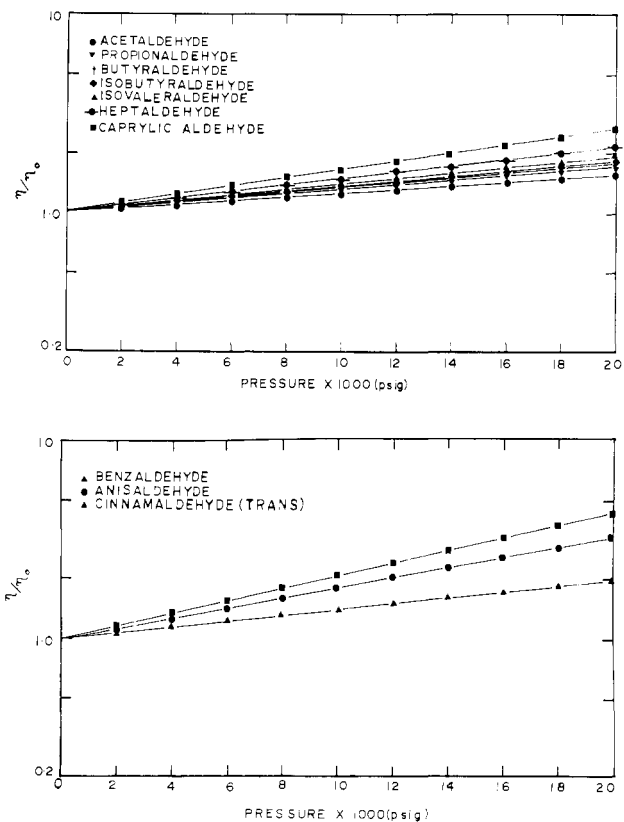 1.0
ACETALDEHYDE
PROPIONALDEHYDE
BUTYRALDEHYDE
ISOBUTYRALDEHYDE
ISOVALERALDEHYDE
HEPTALDEHYDE
CAPRYLIC ALDEHYDE
η/η₀
1.0
0.2
0 2 4 6 8 10 12 14 16 18 20
PRESSURE X 1000 (psig)
1.0
BENZALDEHYDE
ANISALDEHYDE
CINNAMALDEHYDE (TRANS)
η/η₀
1.0
0.2
0 2 4 6 8 10 12 14 16 18 20
PRESSURE X 1000 (psig)